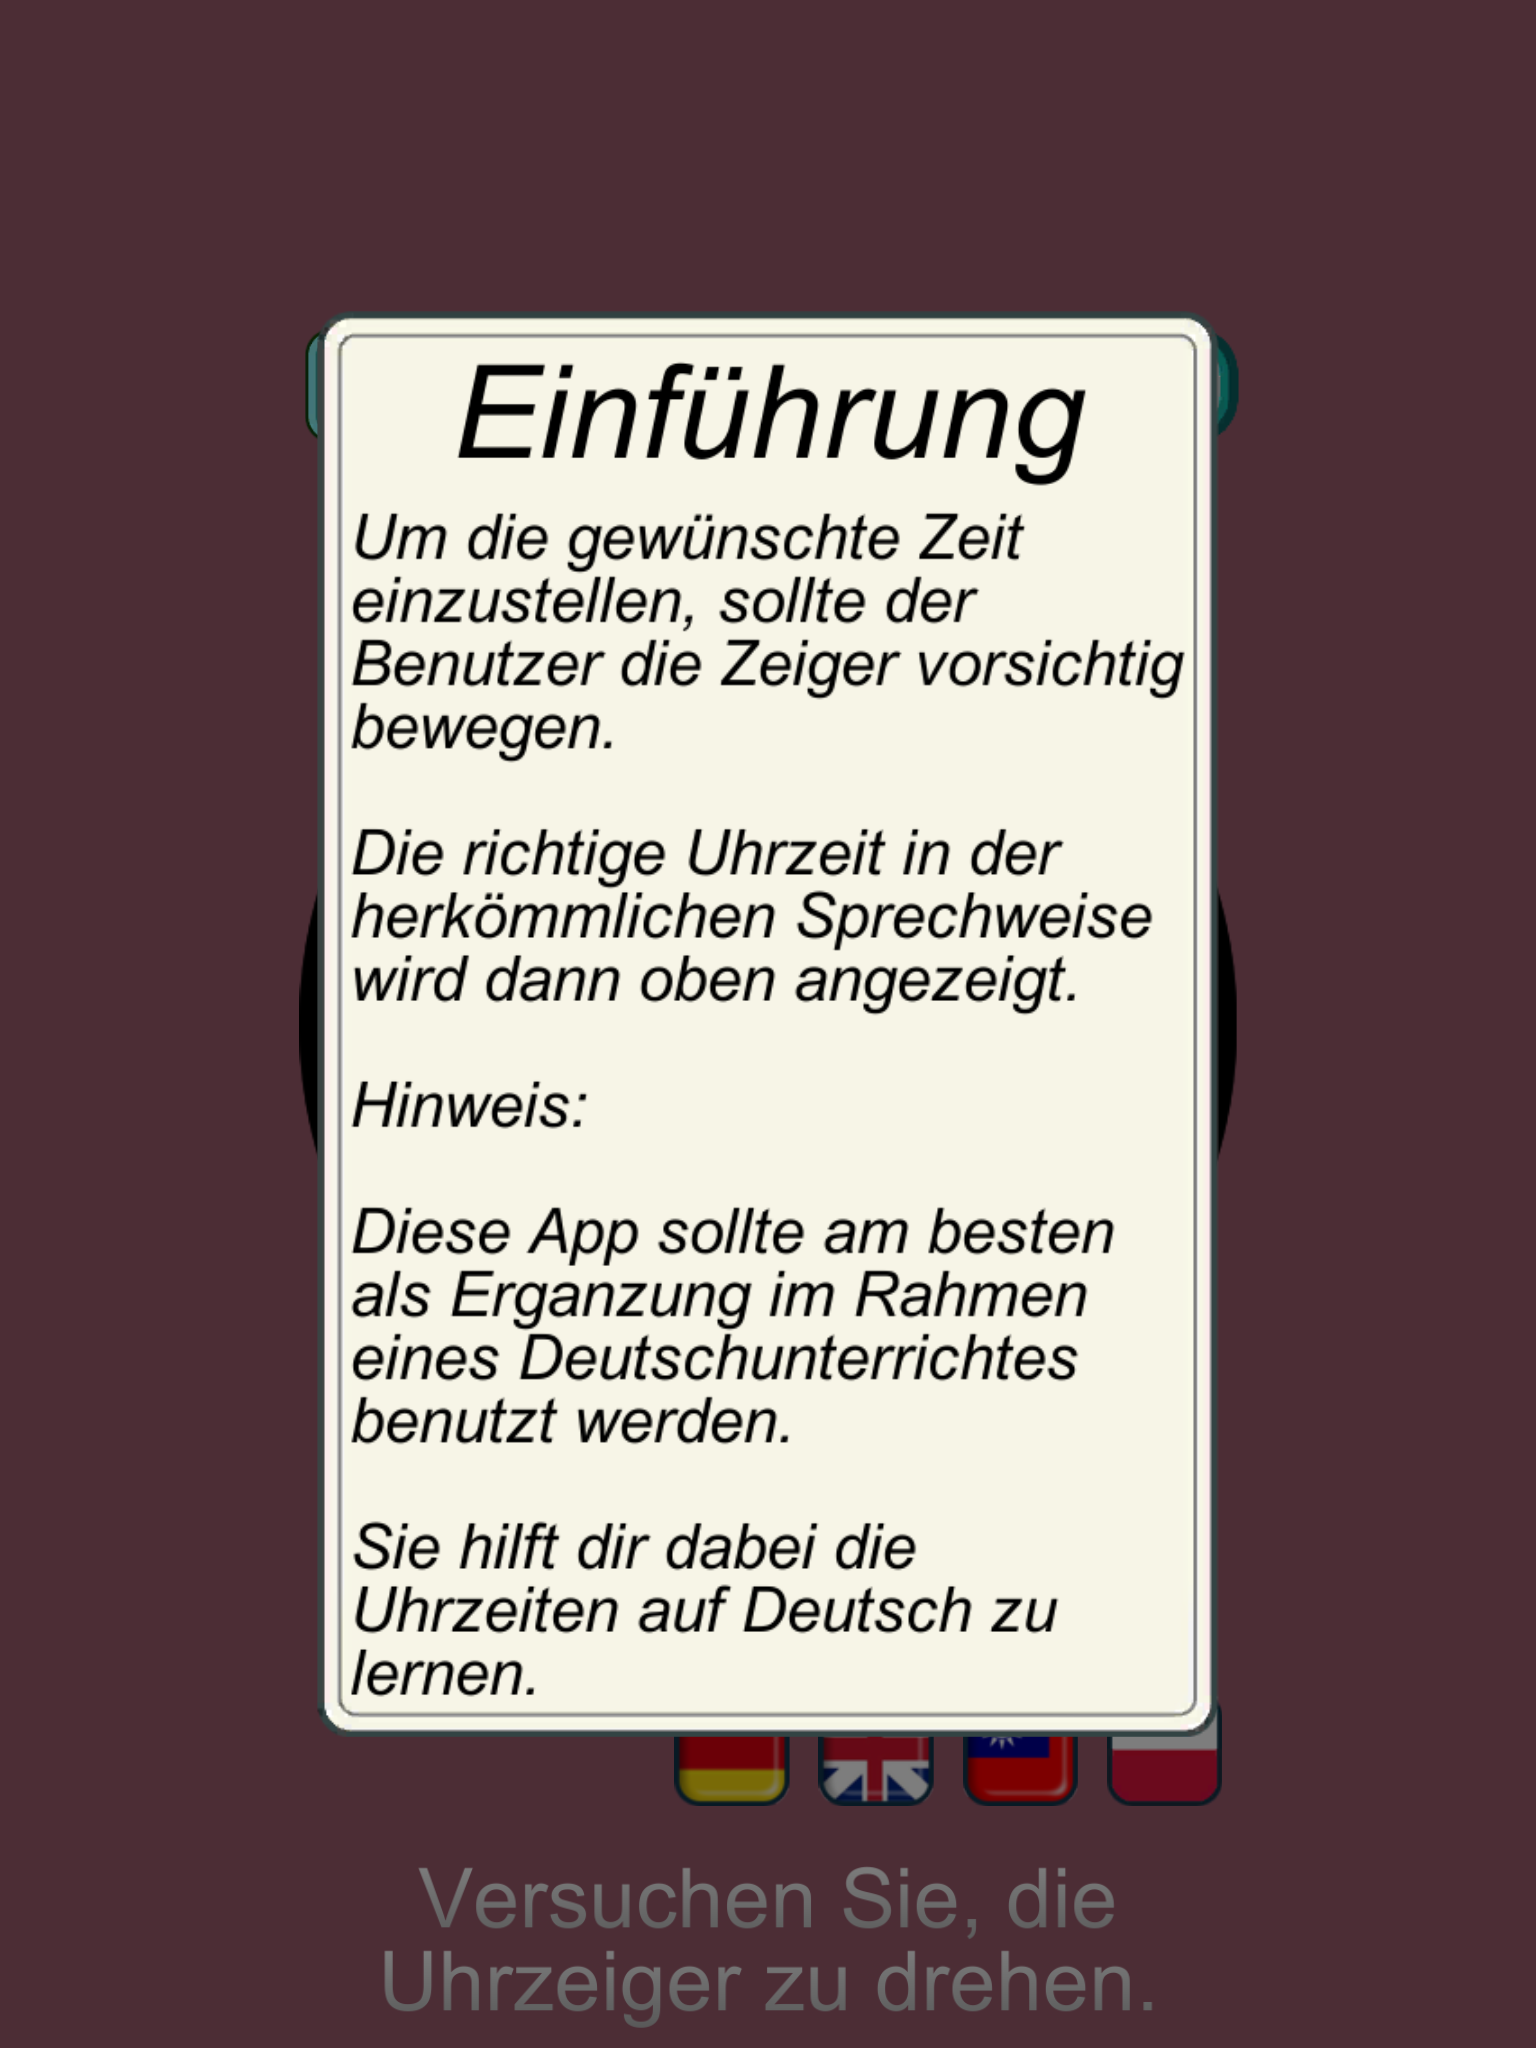 Einführung
Um die gewünschte Zeit
einzustellen, sollte der
Benutzer die Zeiger vorsichtig
bewegen.
Die richtige Uhrzeit in der
herkömmlichen Sprechweise
wird dann oben angezeigt.
Hinweis:
Diese App sollte am besten
als Erganzung im Rahmen
eines Deutschunterrichtes
benutzt werden.
Sie hilft dir dabei die
Uhrzeiten auf Deutsch zu
lernen.
Versuchen Sie, die
Uhrzeiger zu drehen.